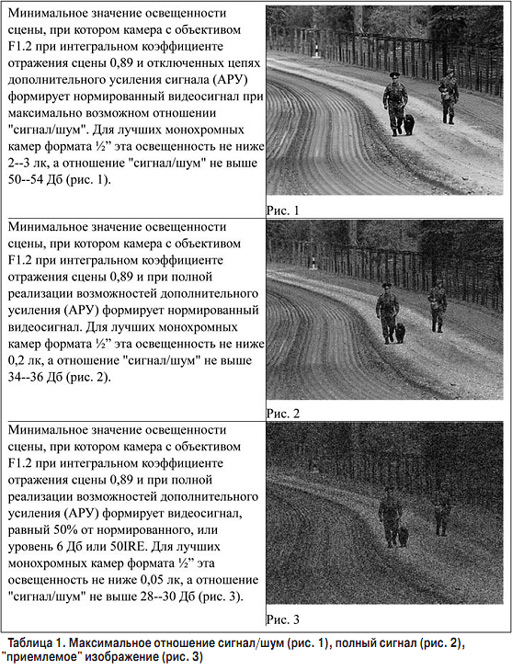 Минимальное значение освещенности
сцены, при котором камера с объективом
F1.2 при интегральном коэффициенте
отражения сцены 0,89 и отключенных цепях
дополнительного усиления сигнала (АРУ)
формирует нормированный видеосигнал при
максимально возможном отношении
"сигнал/шум". Для лучших монохромных
камер формата ½” эта освещенность не ниже
2--3 лк, а отношение "сигнал/шум" не выше
50--54 Дб (рис. 1).
Рис. 1
Минимальное значение освещенности
сцены, при котором камера с объективом
F1.2 при интегральном коэффициенте
отражения сцены 0,89 и при полной
реализации возможностей дополнительного
усиления (АРУ) формирует нормированный
видеосигнал. Для лучших монохромных
камер формата ½” эта освещенность не ниже
0,2 лк, а отношение "сигнал/шум" не выше
34--36 Дб (рис. 2).
Рис. 2
Минимальное значение освещенности
сцены, при котором камера с объективом
F1.2 при интегральном коэффициенте
отражения сцены 0,89 и при полной
реализации возможностей дополнительного
усиления (АРУ) формирует видеосигнал,
равный 50% от нормированного, или
уровень 6 Дб или 50IRE. Для лучших
монохромных камер формата ½” эта
освещенность не ниже 0,05 лк, а отношение
"сигнал/шум" не выше 28--30 Дб (рис. 3).
Рис. 3
Таблица 1. Максимальное отношение сигнал/шум (рис. 1), полный сигнал (рис. 2),
"приемлемое" изображение (рис. 3)